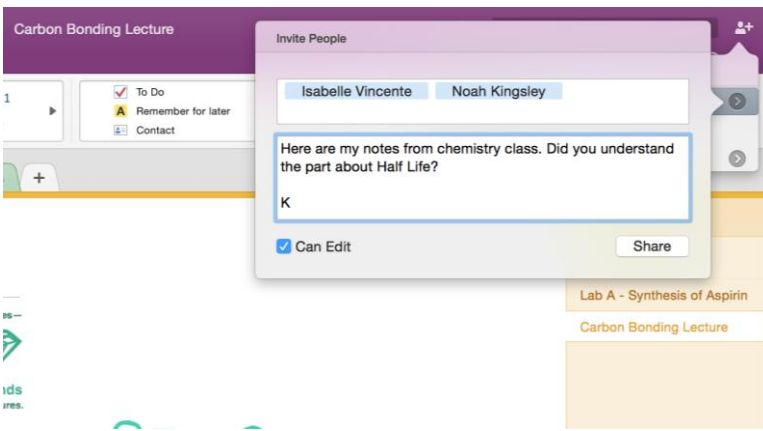 Carbon Bonding Lecture
Invite People
1
To Do
Remember for later
Contact
Isabelle Vincente Noah Kingsley
Here are my notes from chemistry class. Did you understand
the part about Half Life?
K
Can Edit
Share
+
Lab A - Synthesis of Aspirin
Carbon Bonding Lecture